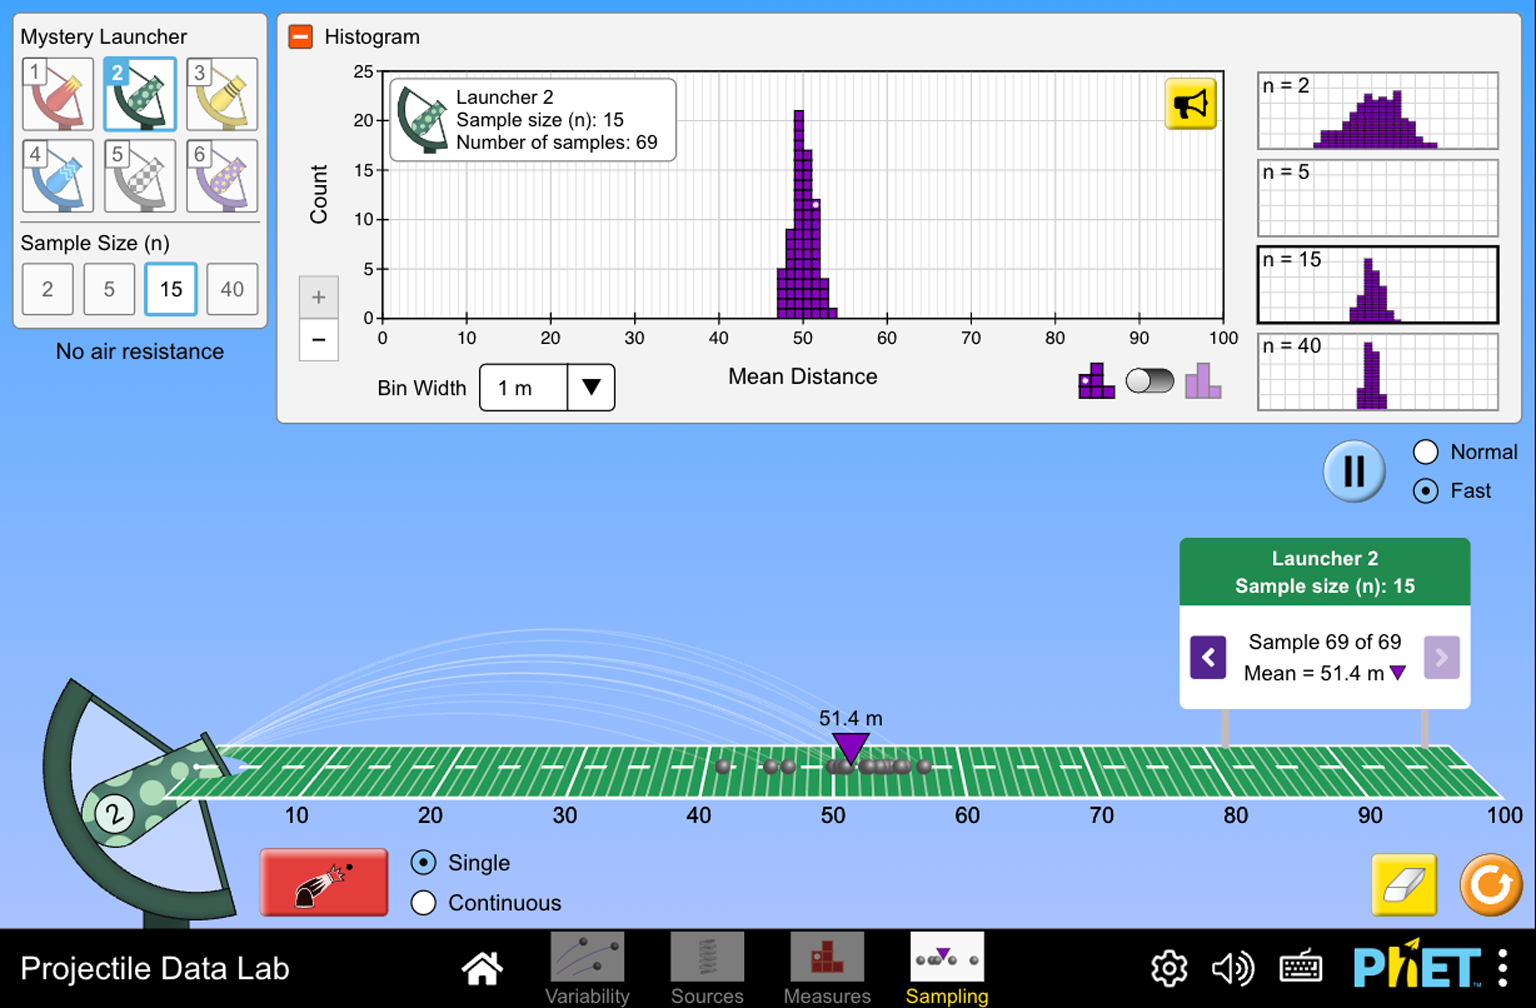 Mystery Launcher
1
2
3
4
5
6
Sample Size (n)
2
5
15
40
No air resistance
Histogram
25
20
15
10
5
0
Count
Launcher 2
Sample size (n): 15
Number of samples: 69
+
−
0 10 20 30 40 50 60 70 80 90 100
Mean Distance
Bin Width
1 m
n = 2
n = 5
n = 15
n = 40
Normal
Fast
Launcher 2
Sample size (n): 15
Sample 69 of 69
Mean = 51.4 m
51.4 m
2
10 20 30 40 50 60 70 80 90 100
Single
Continuous
Projectile Data Lab
Variability
Sources
Measures
Sampling
PhET